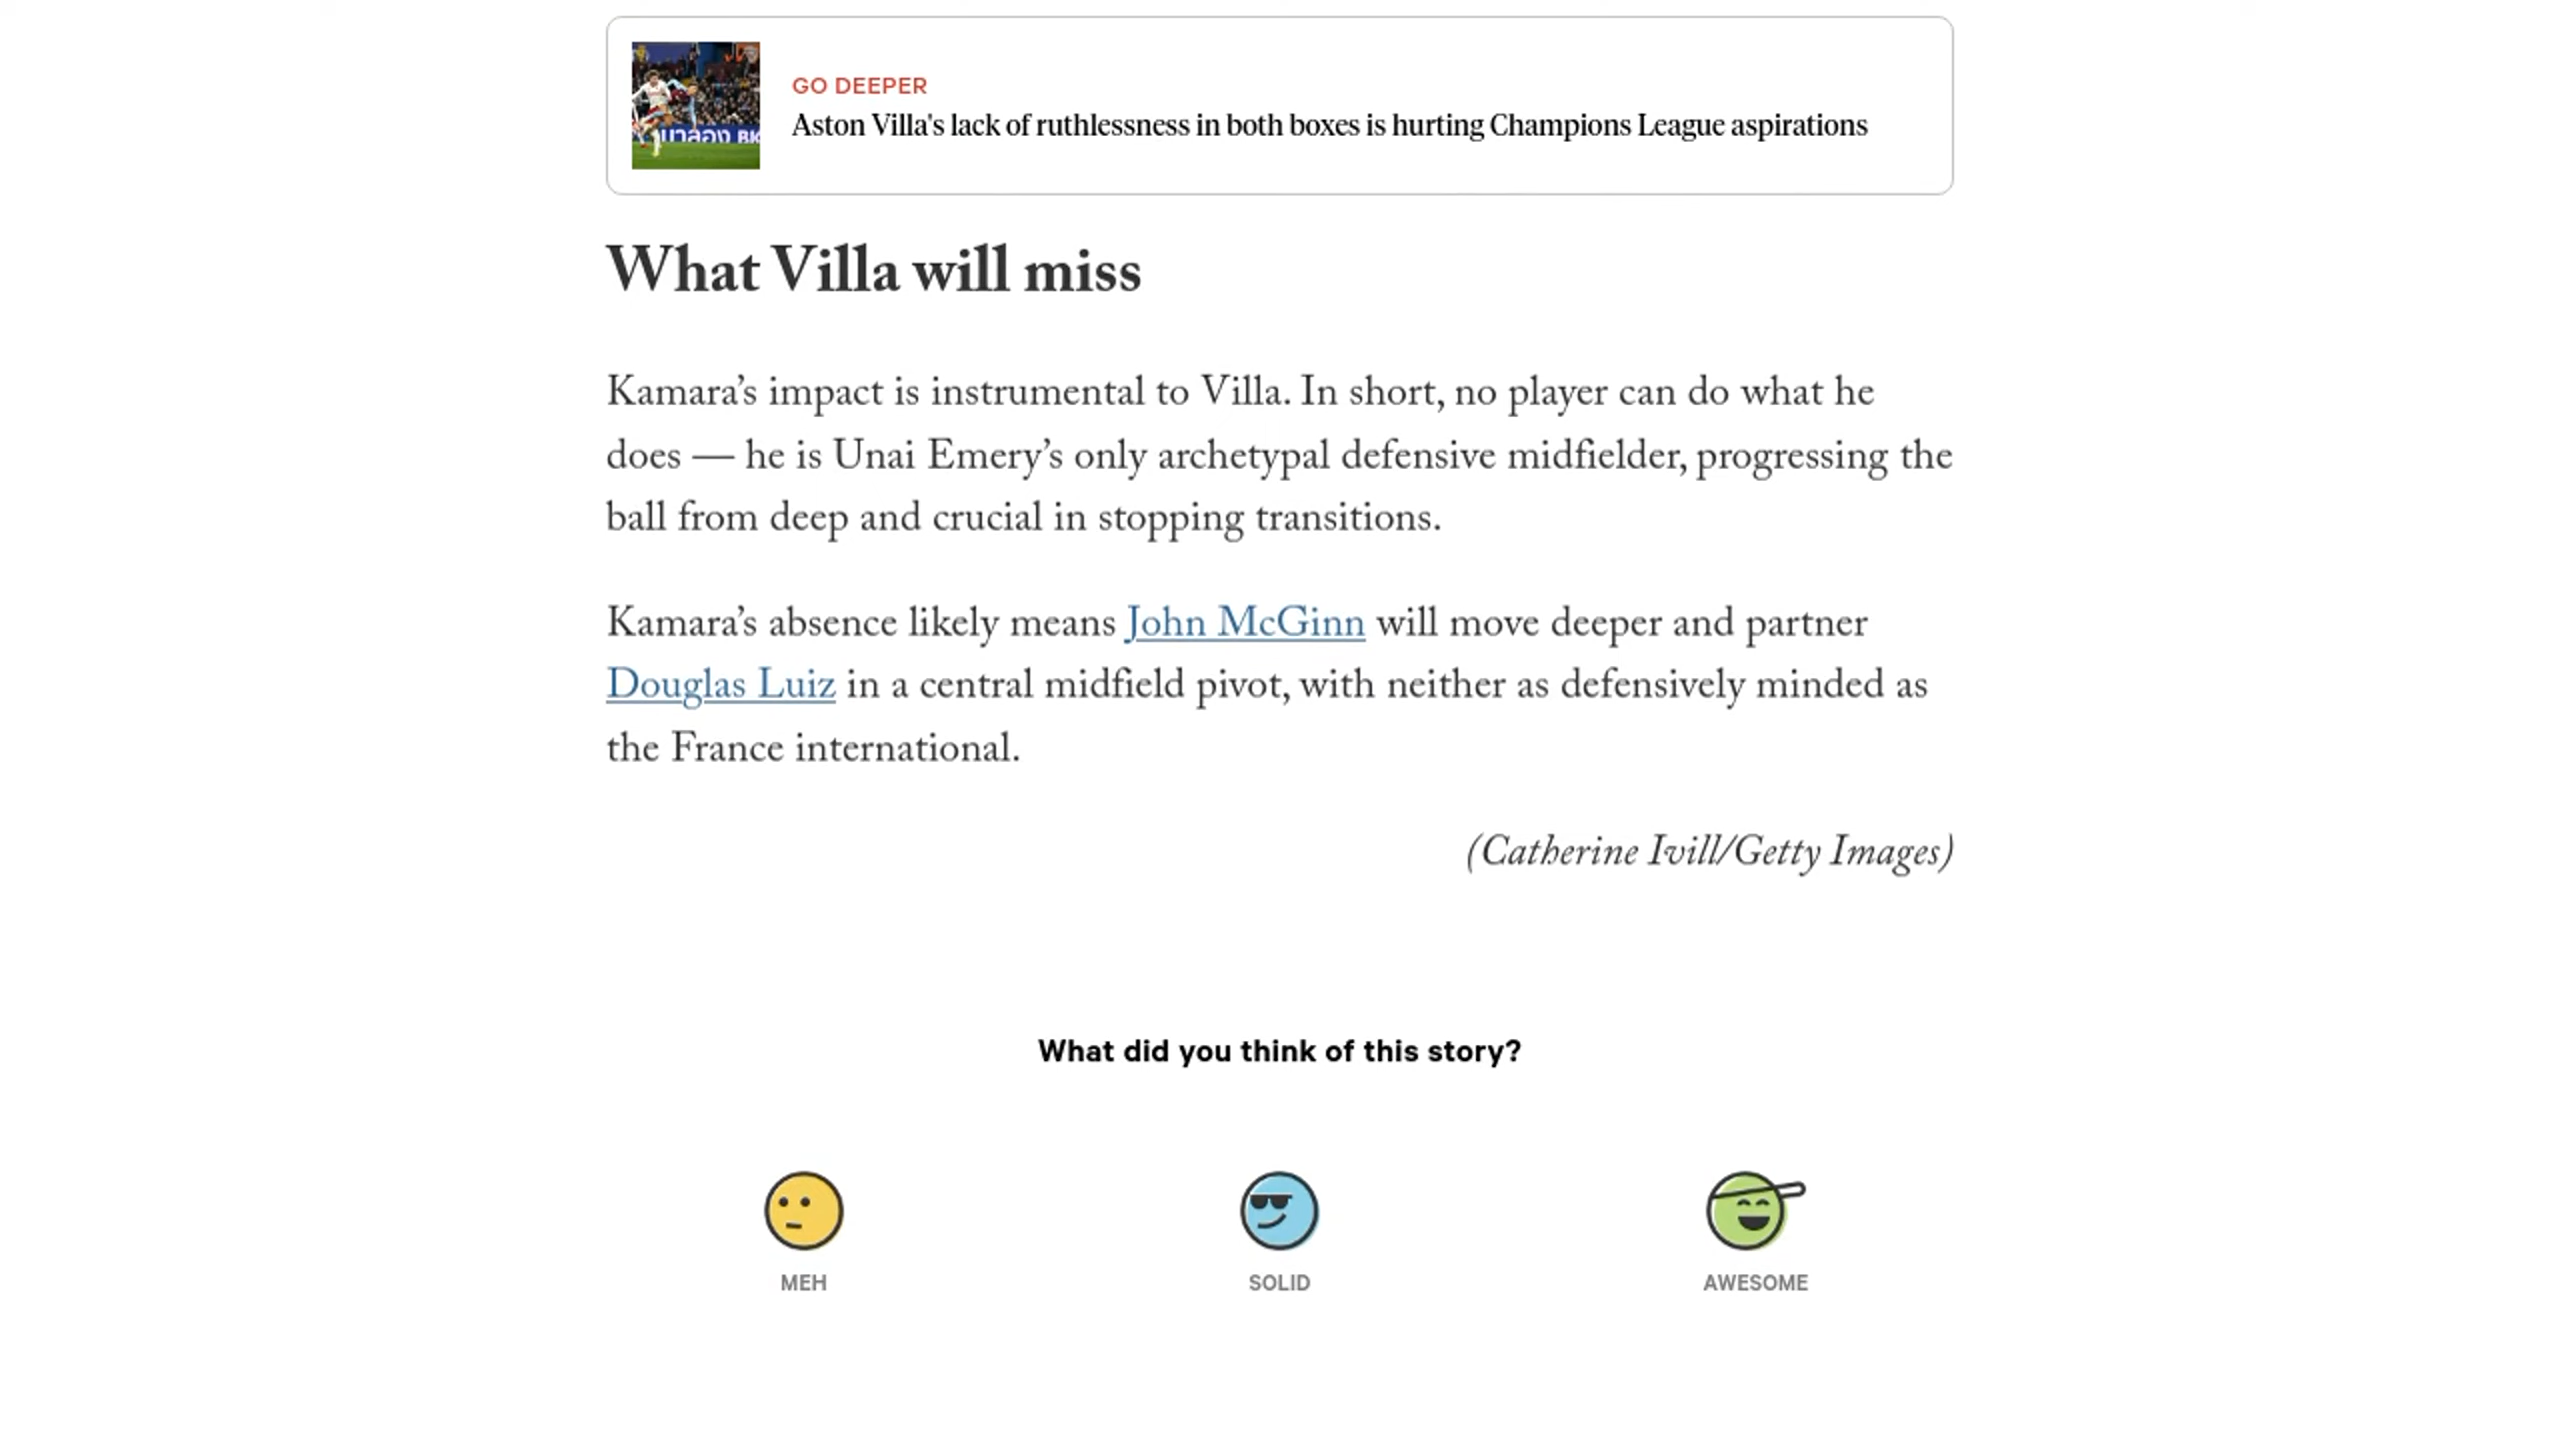 GO DEEPER
Aston Villa's lack of ruthlessness in both boxes is hurting Champions League aspirations
What Villa will miss
Kamara’s impact is instrumental to Villa. In short, no player can do what he
does — he is Unai Emery’s only archetypal defensive midfielder, progressing the
ball from deep and crucial in stopping transitions.
Kamara’s absence likely means John McGinn will move deeper and partner
Douglas Luiz in a central midfield pivot, with neither as defensively minded as
the France international.
(Catherine Ivill/Getty Images)
What did you think of this story?
MEH
SOLID
AWESOME